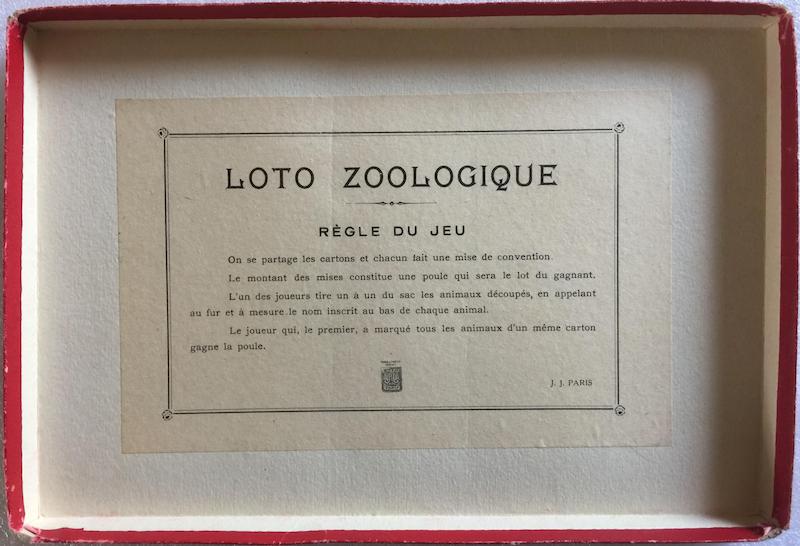 LOTO ZOOLOGIQUE
RÈGLE DU JEU
On se partage les cartons et chacun fait une mise de convention.
Le montant des mises constitue une poule qui sera le lot du gagnant.
L'un des joueurs tire un à un du sac les animaux découpés, en appelant
au fur et à mesure le nom inscrit au bas de chaque animal.
Le joueur qui, le premier, a marqué tous les animaux d'un même carton
gagne la poule.
J. J. PARIS